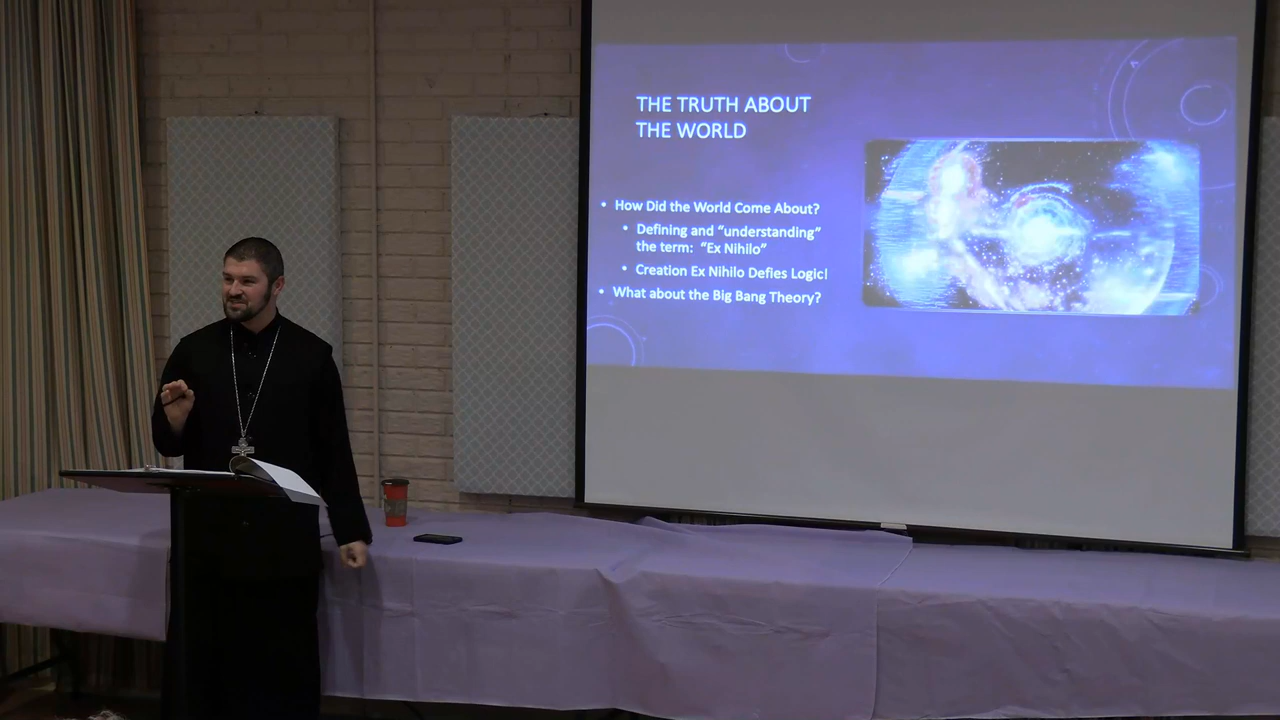 THE TRUTH ABOUT
THE WORLD
• How Did the World Come About?
• Defining and “understanding”
the term: “Ex Nihilo”
• Creation Ex Nihilo Defies Logic!
• What about the Big Bang Theory?